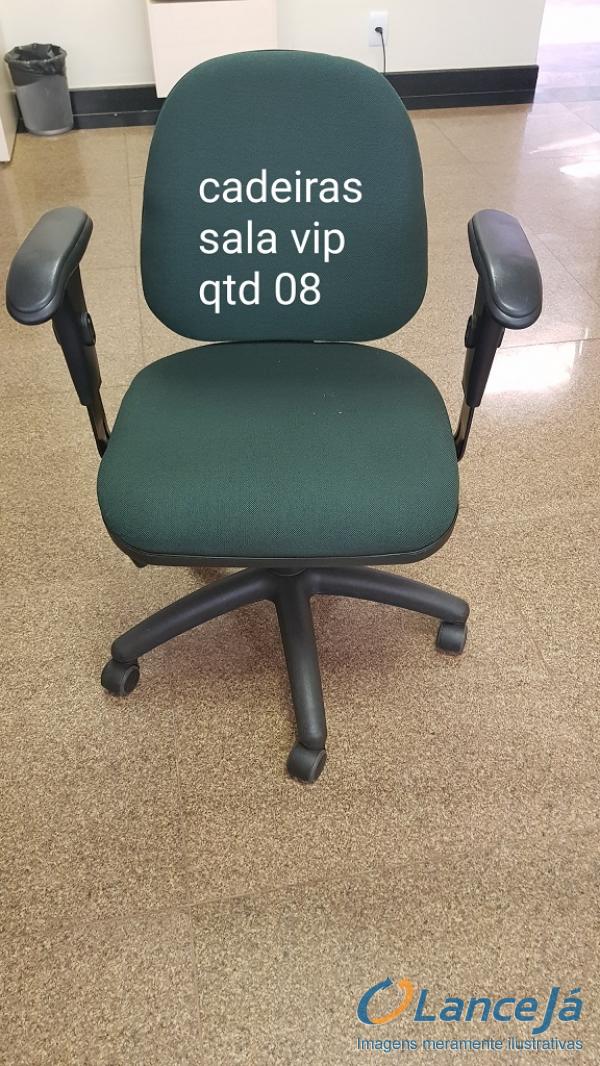 cadeiras
sala vip
qtd 08
LanceJá
Imagens meramente ilustrativas